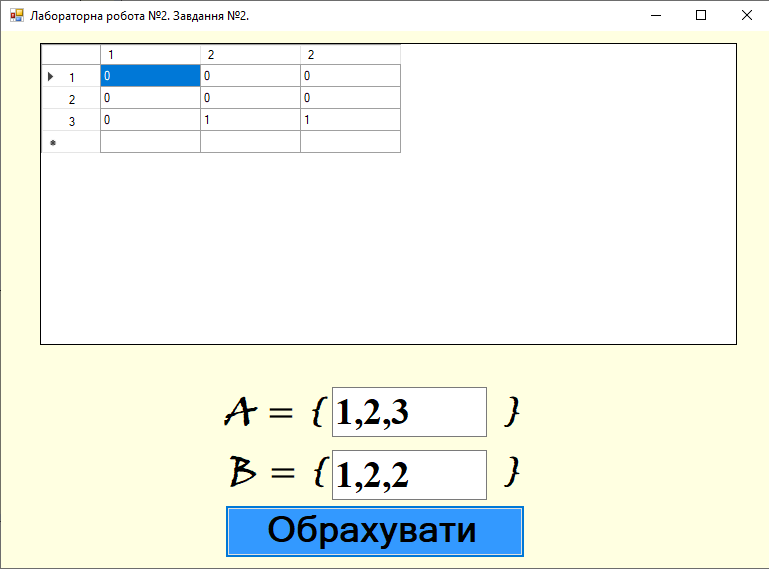 Лабораторна робота №2. Завдання №2.
1 2 2
1 0 0 0
2 0 0 0
3 0 1 1
*
A = { 1,2,3 }
B = { 1,2,2 }
Обрахувати